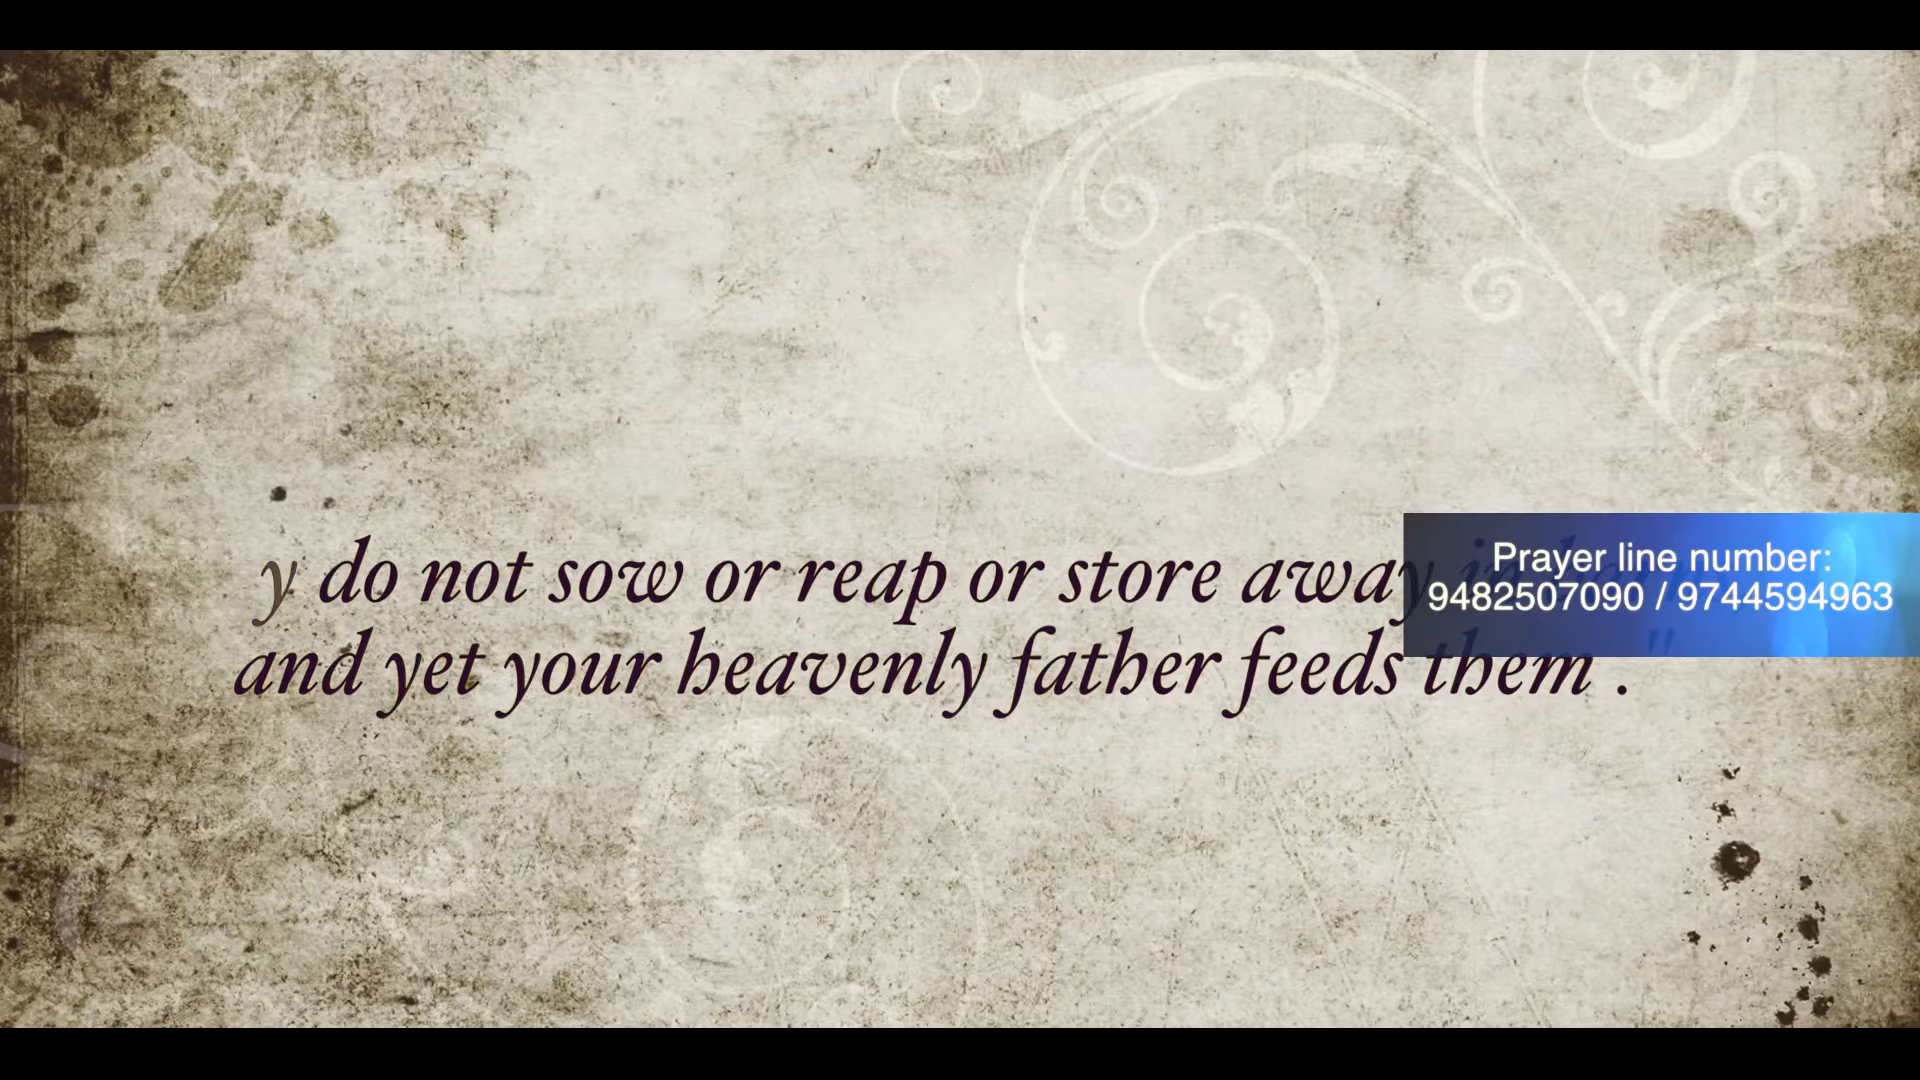 y do not sow or reap or store away
and yet your heavenly father feeds them . "
Prayer line number:
9482507090 / 9744594963